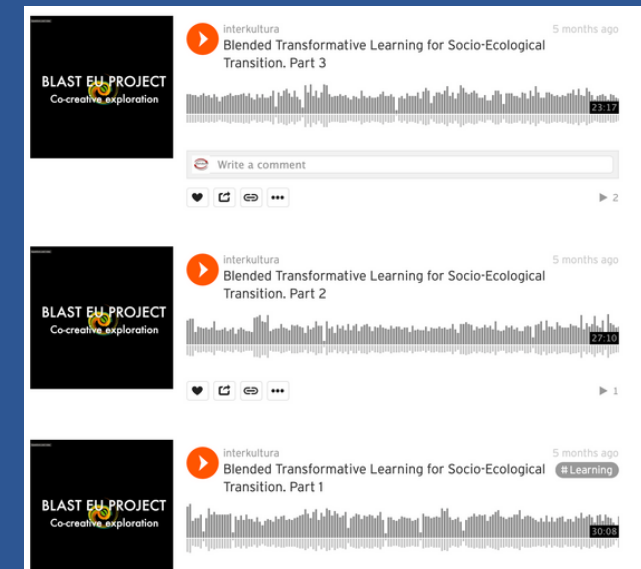 interkultura
5 months ago
Blended Transformative Learning for Socio-Ecological
Transition. Part 3
BLAST EU PROJECT
Co-creative exploration
23:17
Write a comment
2
interkultura
5 months ago
Blended Transformative Learning for Socio-Ecological
Transition. Part 2
BLAST EU PROJECT
Co-creative exploration
27:10
1
interkultura
5 months ago
Blended Transformative Learning for Socio-Ecological
# Learning
Transition. Part 1
BLAST EU PROJECT
Co-creative exploration
30:08